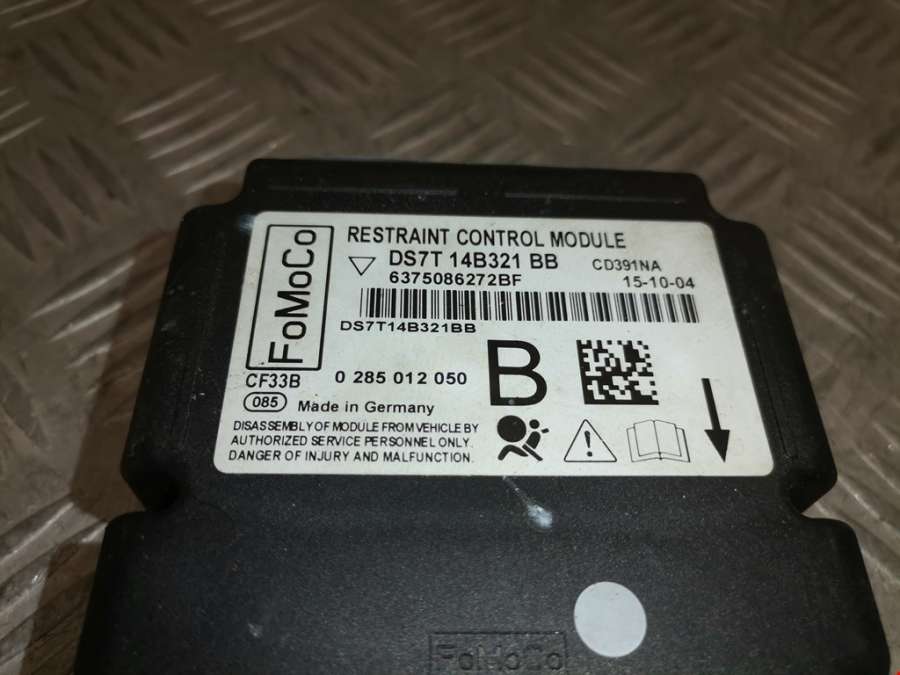 FoMoCo
RESTRAINT CONTROL MODULE
DS7T 14B321 BB CD391NA
6375086272BF 15-10-04
DS7T14B321BB
CF33B 0 285 012 050 B
085 Made in Germany
DISASSEMBLY OF MODULE FROM VEHICLE BY
AUTHORIZED SERVICE PERSONNEL ONLY.
DANGER OF INJURY AND MALFUNCTION.
FoMoCo